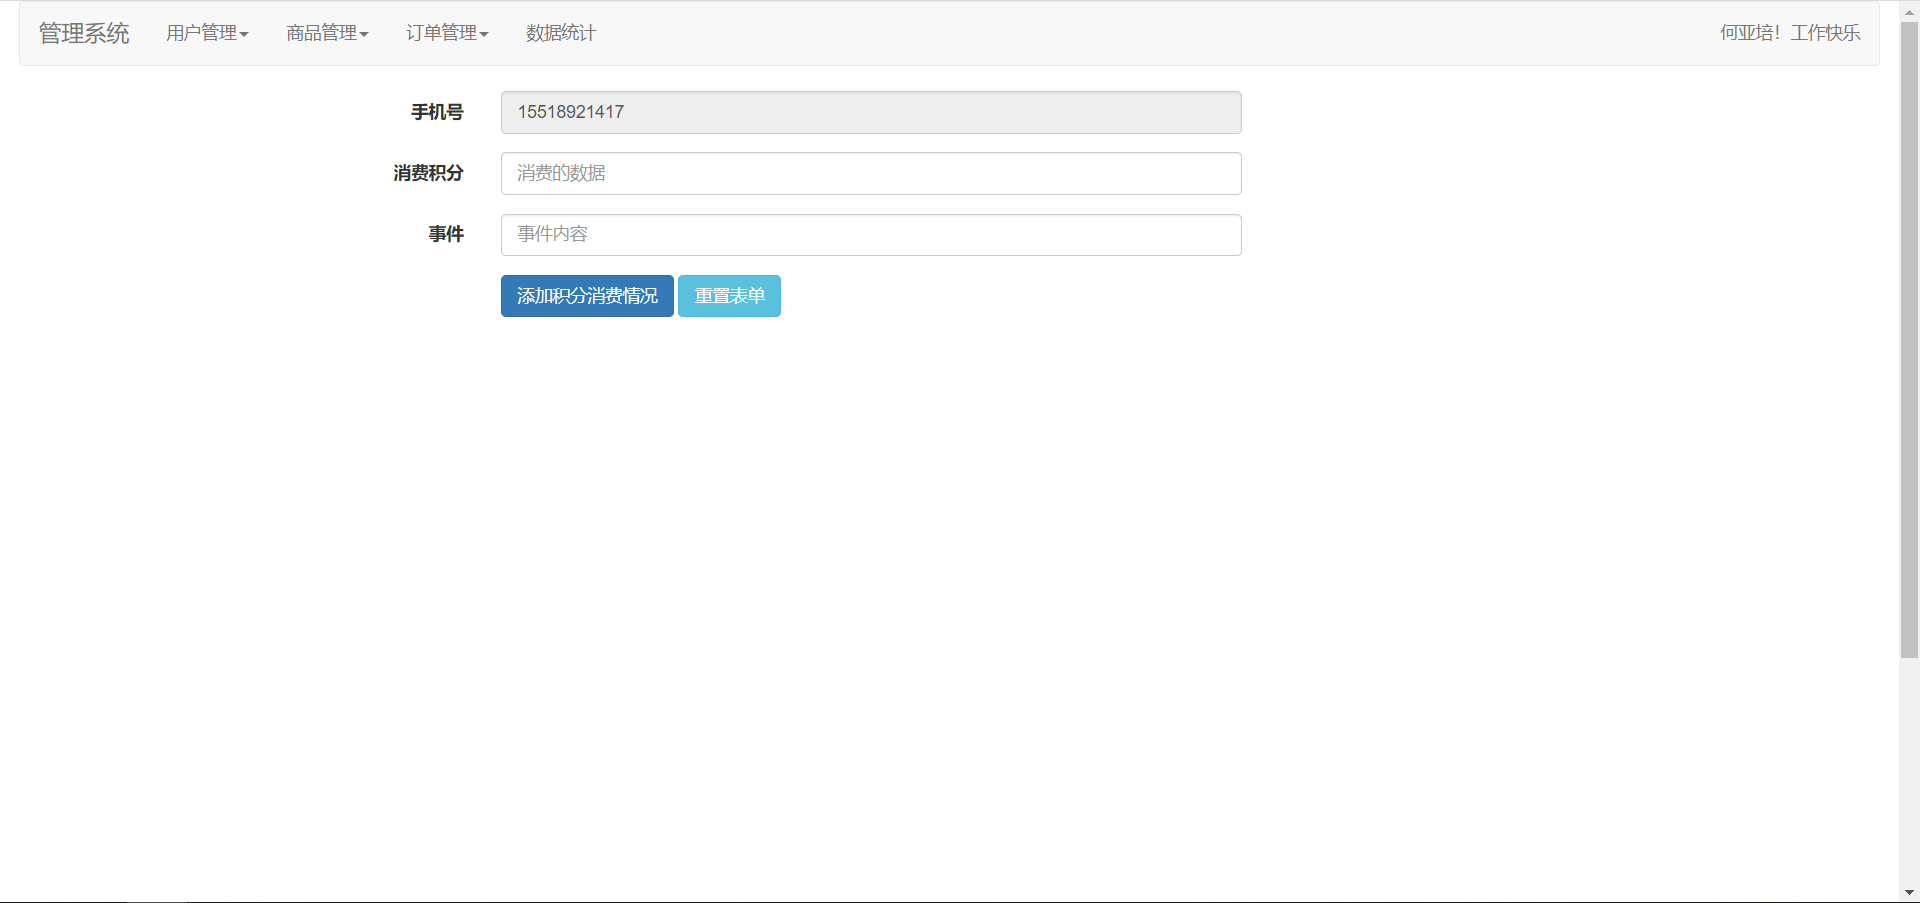 管理系统 用户管理 商品管理 订单管理 数据统计 何亚培！工作快乐
手机号 15518921417
消费积分 消费的数据
事件 事件内容
添加积分消费情况 重置表单